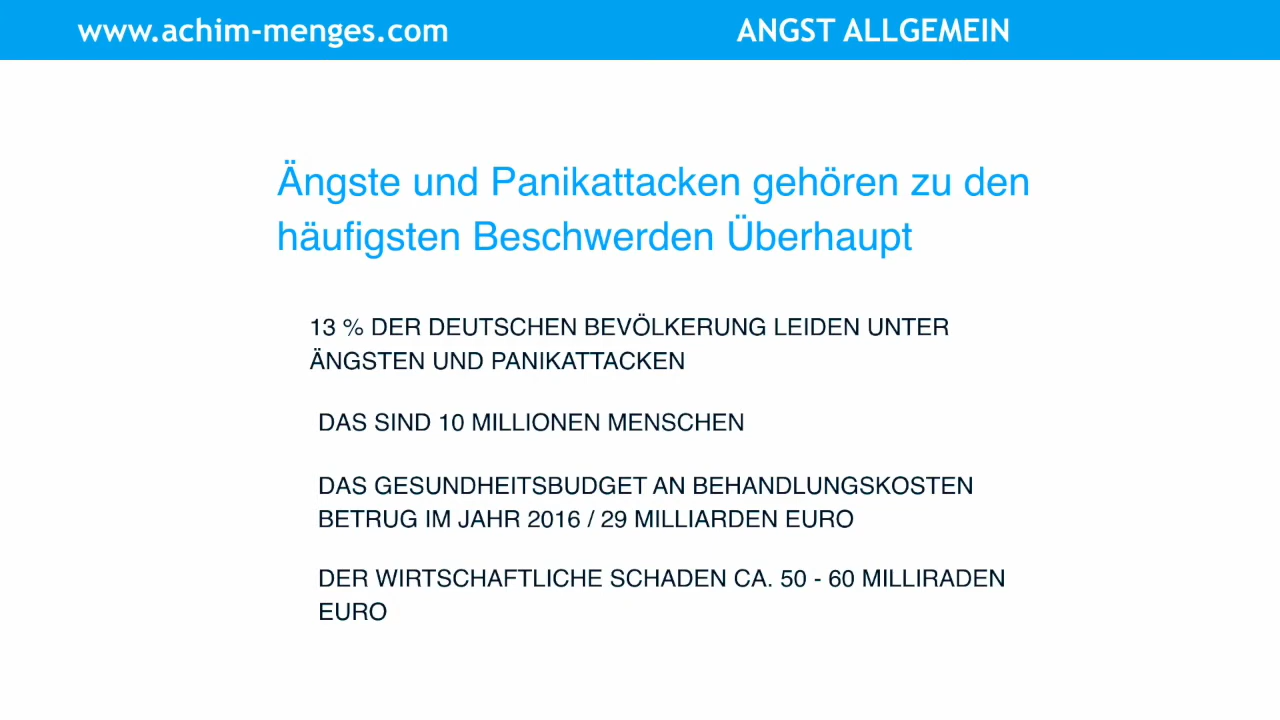 www.achim-menges.com
ANGST ALLGEMEIN
Ängste und Panikattacken gehören zu den
häufigsten Beschwerden Überhaupt
13 % DER DEUTSCHEN BEVÖLKERUNG LEIDEN UNTER
ÄNGSTEN UND PANIKATTACKEN
DAS SIND 10 MILLIONEN MENSCHEN
DAS GESUNDHEITSBUDGET AN BEHANDLUNGSKOSTEN
BETRUG IM JAHR 2016 / 29 MILLIARDEN EURO
DER WIRTSCHAFTLICHE SCHADEN CA. 50 - 60 MILLIRADEN
EURO